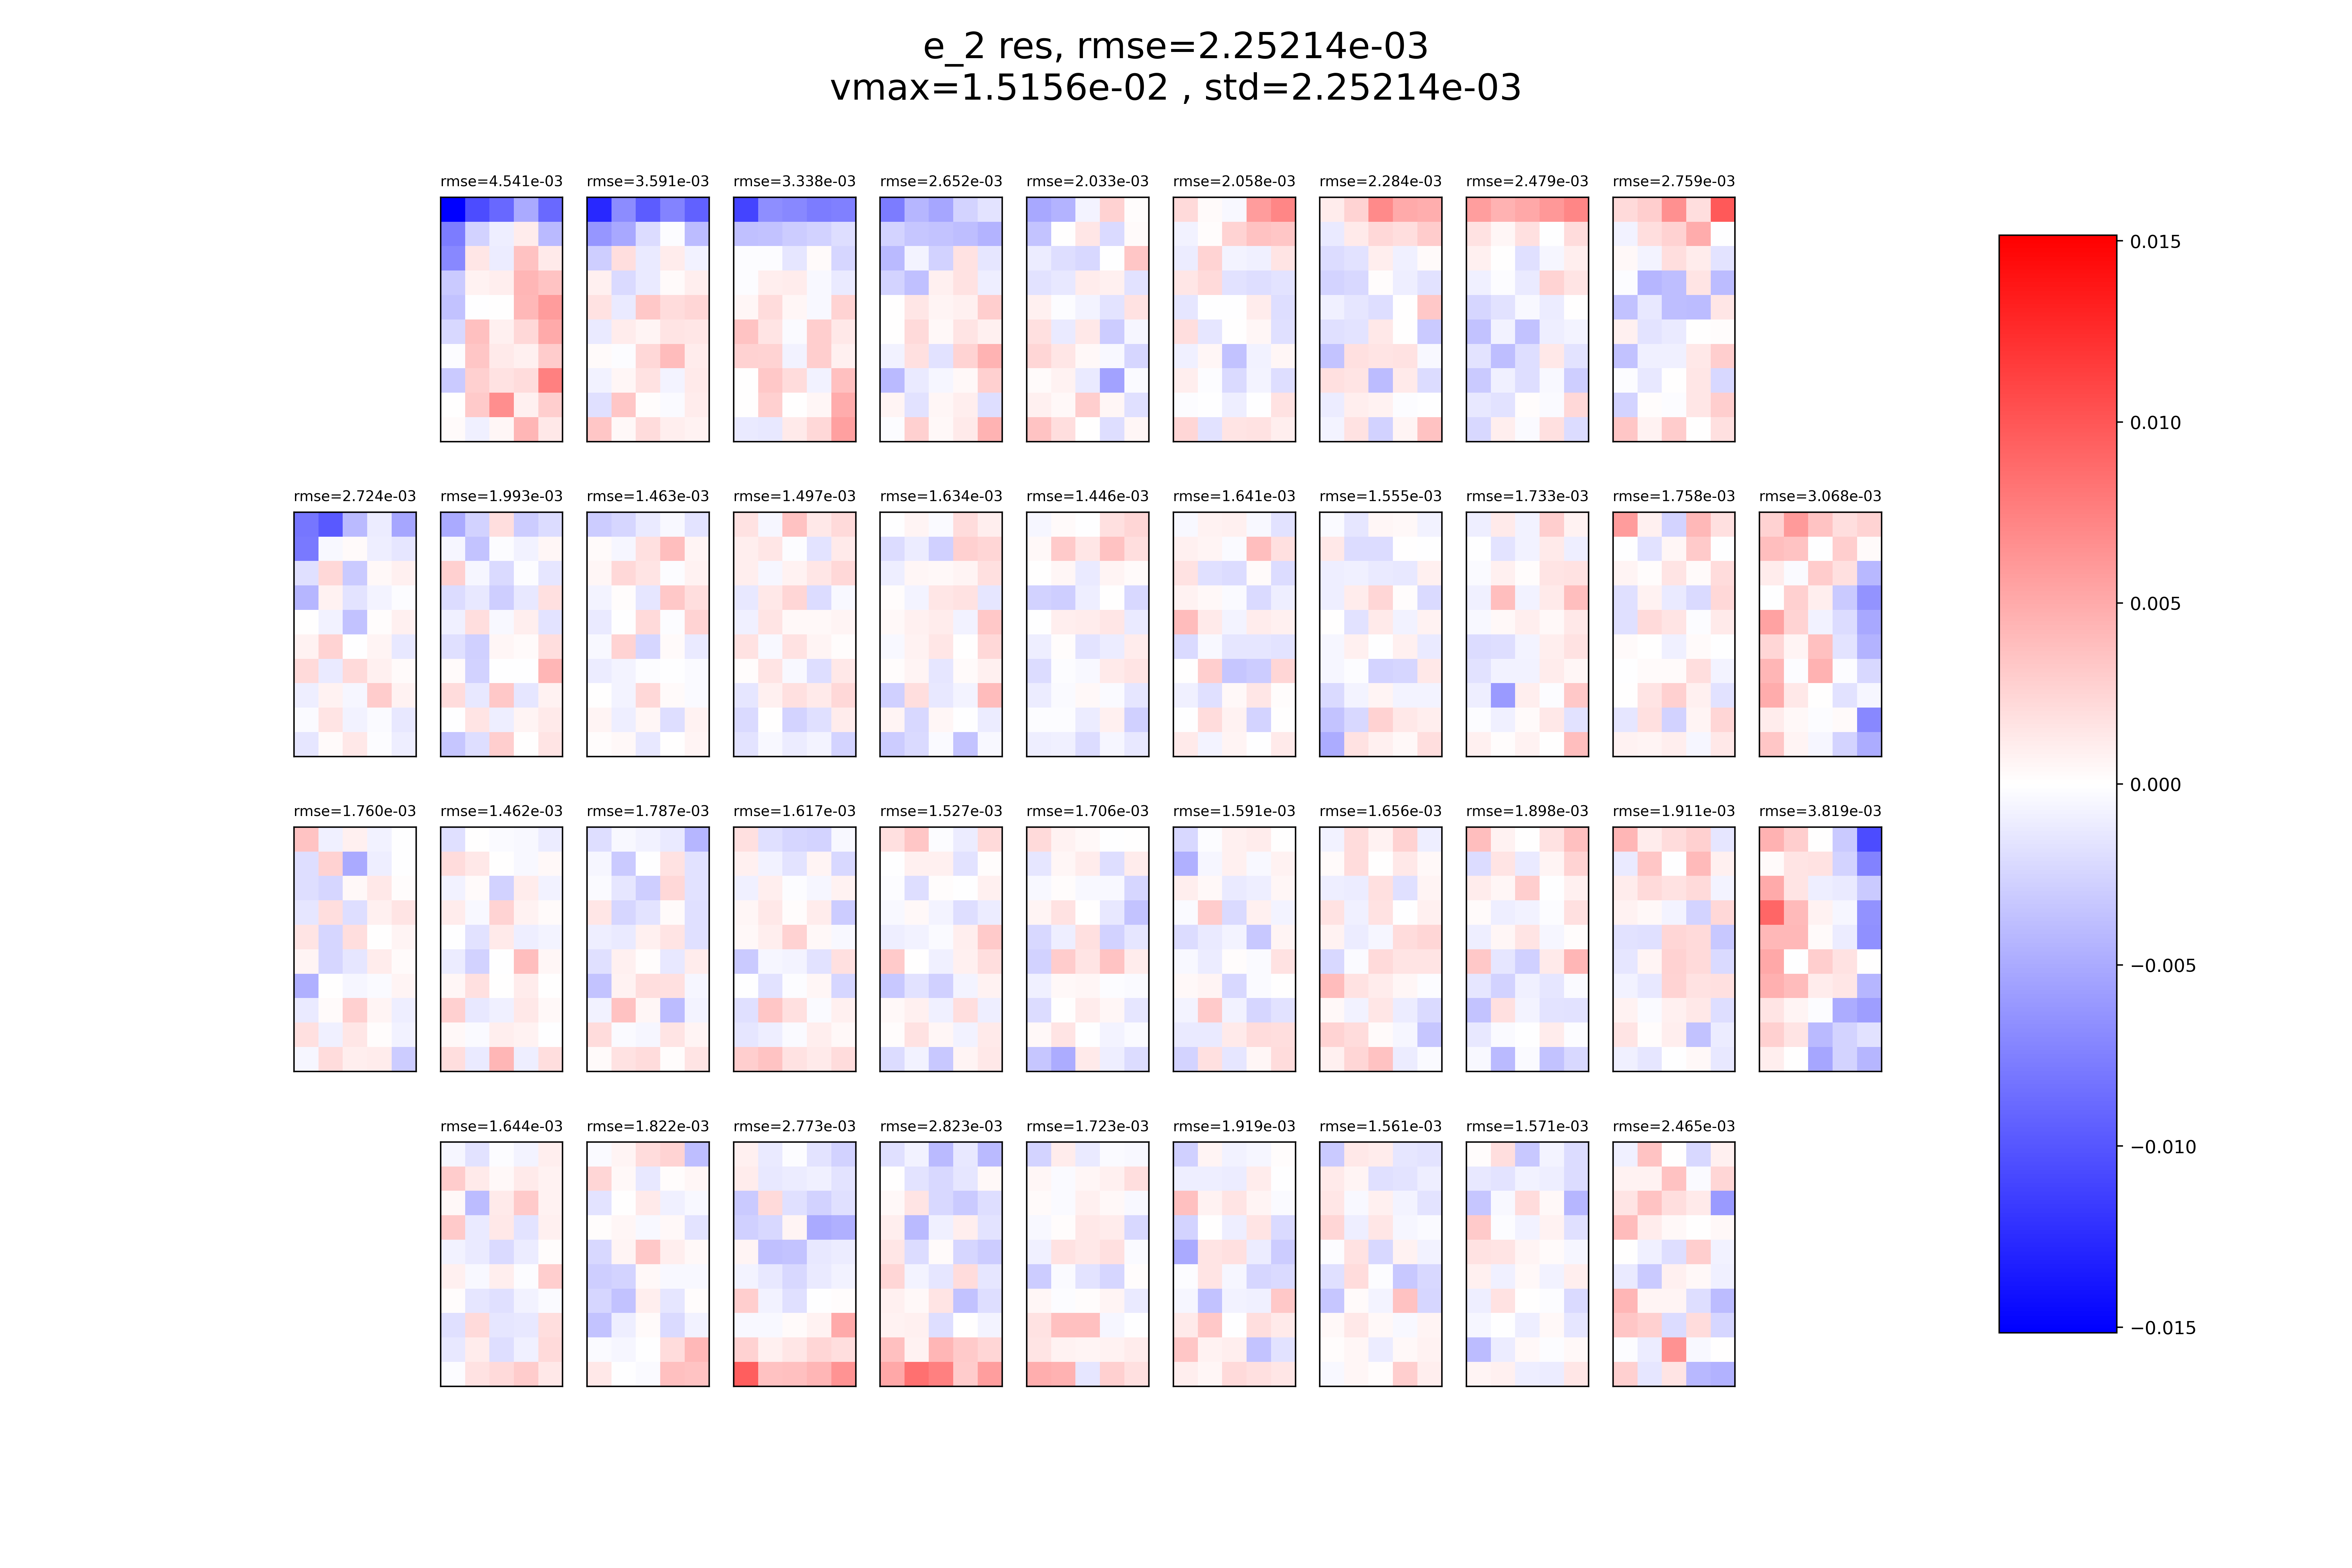 e_2 res, rmse=2.25214e-03
vmax=1.5156e-02 , std=2.25214e-03
rmse=4.541e-03 rmse=3.591e-03 rmse=3.338e-03 rmse=2.652e-03 rmse=2.033e-03 rmse=2.058e-03 rmse=2.284e-03 rmse=2.479e-03 rmse=2.759e-03
rmse=2.724e-03 rmse=1.993e-03 rmse=1.463e-03 rmse=1.497e-03 rmse=1.634e-03 rmse=1.446e-03 rmse=1.641e-03 rmse=1.555e-03 rmse=1.733e-03 rmse=1.758e-03 rmse=3.068e-03
rmse=1.760e-03 rmse=1.462e-03 rmse=1.787e-03 rmse=1.617e-03 rmse=1.527e-03 rmse=1.706e-03 rmse=1.591e-03 rmse=1.656e-03 rmse=1.898e-03 rmse=1.911e-03 rmse=3.819e-03
rmse=1.644e-03 rmse=1.822e-03 rmse=2.773e-03 rmse=2.823e-03 rmse=1.723e-03 rmse=1.919e-03 rmse=1.561e-03 rmse=1.571e-03 rmse=2.465e-03
0.015
0.010
0.005
0.000
−0.005
−0.010
−0.015